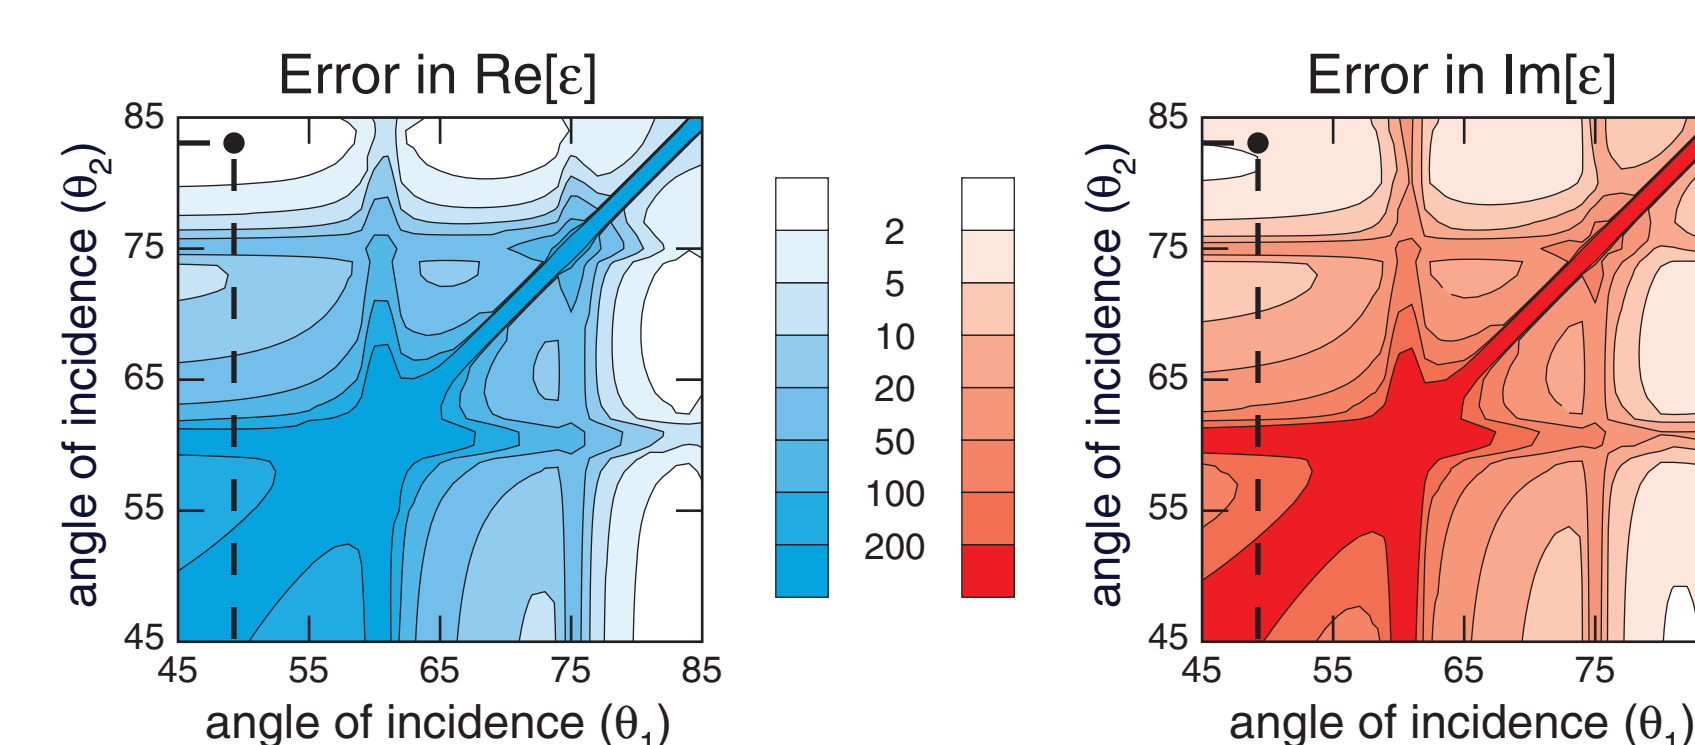 Error in Re[ε]
85
75
65
55
45
45 55 65 75 85
angle of incidence (θ2)
angle of incidence (θ1)
2
5
10
20
50
100
200
Error in Im[ε]
85
75
65
55
45
45 55 65 75
angle of incidence (θ2)
angle of incidence (θ1)